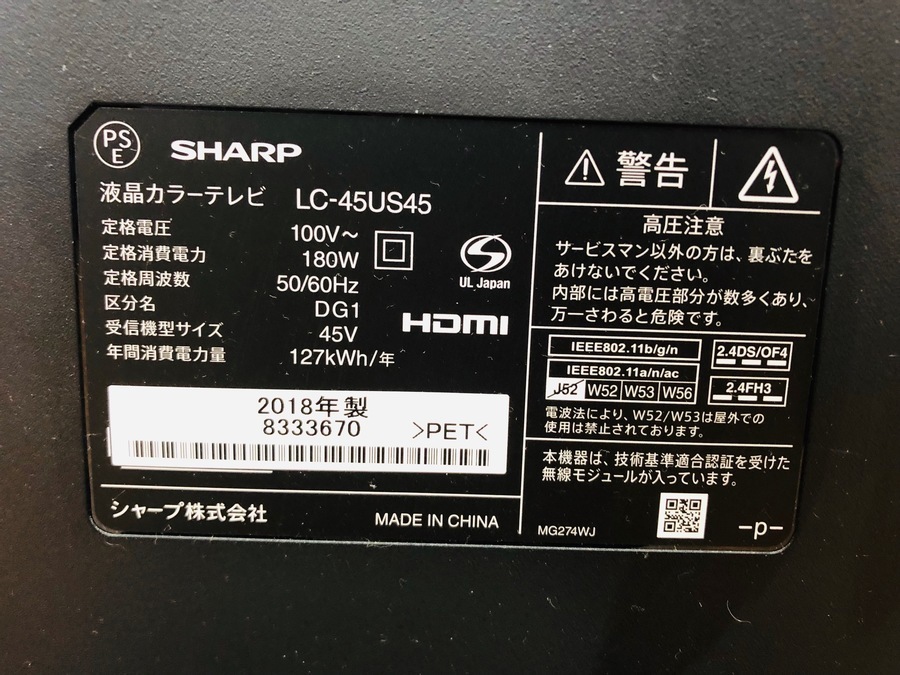 PS
E
SHARP
液晶カラーテレビ LC-45US45
定格電圧 100V～
定格消費電力 180W
定格周波数 50/60Hz
区分名 DG1
受信機型サイズ 45V
年間消費電力量 127kWh/年
UL Japan
HDMI
2018年製
8333670 >PET<
シャープ株式会社 MADE IN CHINA
警告
高圧注意
サービスマン以外の方は、裏ぶたを
あけないでください。
内部には高電圧部分が数多くあり、
万一さわると危険です。
IEEE802.11b/g/n
IEEE802.11a/n/ac
J52 W52 W53 W56
2.4DS/OF4
2.4FH3
電波法により、W52/W53は屋外での
使用は禁止されております。
本機器は、技術基準適合認証を受けた
無線モジュールが入っています。
MG274WJ
–p–